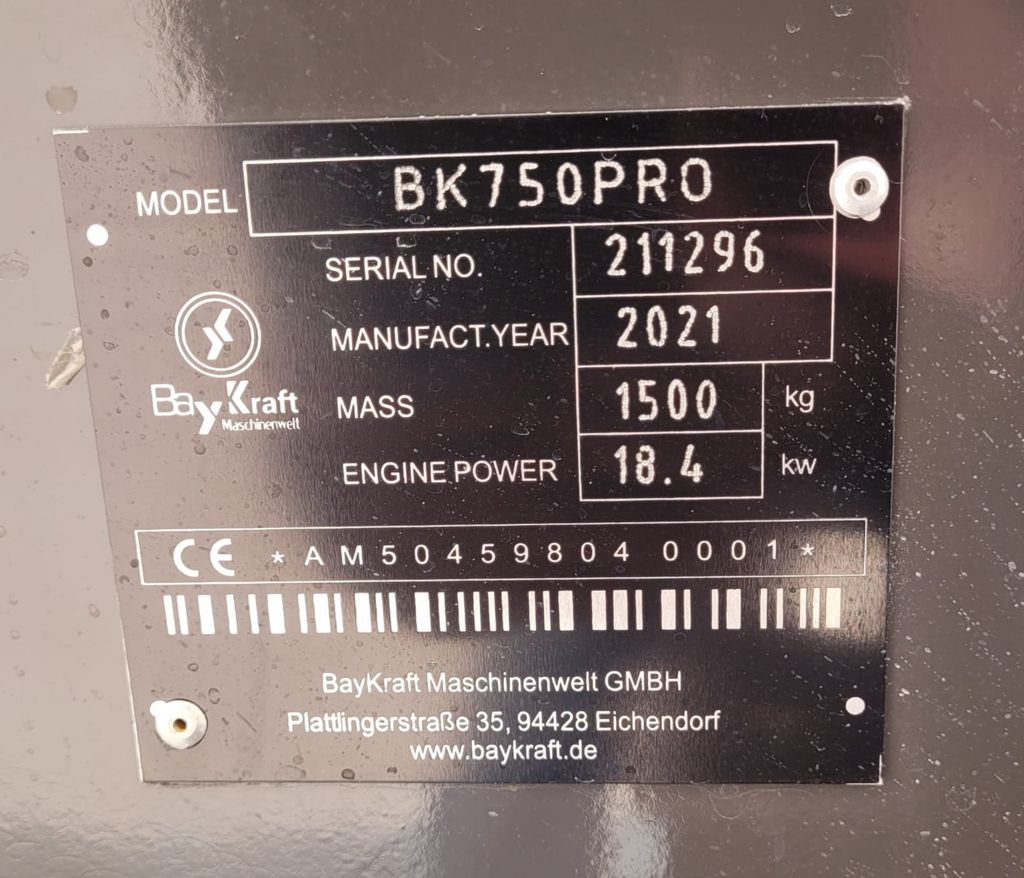 MODEL BK750PRO
SERIAL NO. 211296
MANUFACT.YEAR 2021
BayKraft
Maschinenwelt
MASS 1500 kg
ENGINE POWER 18.4 kw
CE *AM50459804 0001*
BayKraft Maschinenwelt GMBH
Plattlingerstraße 35, 94428 Eichendorf
www.baykraft.de